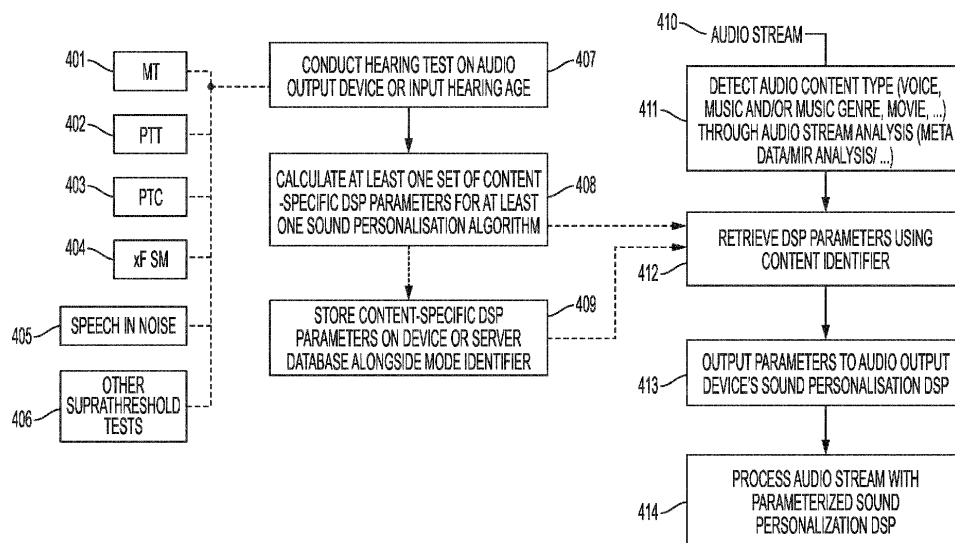 401
MT
402
PTT
403
PTC
404
xF SM
405
SPEECH IN NOISE
406
OTHER
SUPRATHRESHOLD
TESTS
CONDUCT HEARING TEST ON AUDIO
OUTPUT DEVICE OR INPUT HEARING AGE
407
CALCULATE AT LEAST ONE SET OF CONTENT
-SPECIFIC DSP PARAMETERS FOR AT LEAST
ONE SOUND PERSONALISATION ALGORITHM
408
STORE CONTENT-SPECIFIC DSP
PARAMETERS ON DEVICE OR SERVER
DATABASE ALONGSIDE MODE IDENTIFIER
409
410
AUDIO STREAM
411
DETECT AUDIO CONTENT TYPE (VOICE,
MUSIC AND/OR MUSIC GENRE, MOVIE, ...)
THROUGH AUDIO STREAM ANALYSIS (META
DATA/MIR ANALYSIS/ ...)
412
RETRIEVE DSP PARAMETERS USING
CONTENT IDENTIFIER
413
OUTPUT PARAMETERS TO AUDIO OUTPUT
DEVICE'S SOUND PERSONALISATION DSP
414
PROCESS AUDIO STREAM WITH
PARAMETERIZED SOUND
PERSONALIZATION DSP